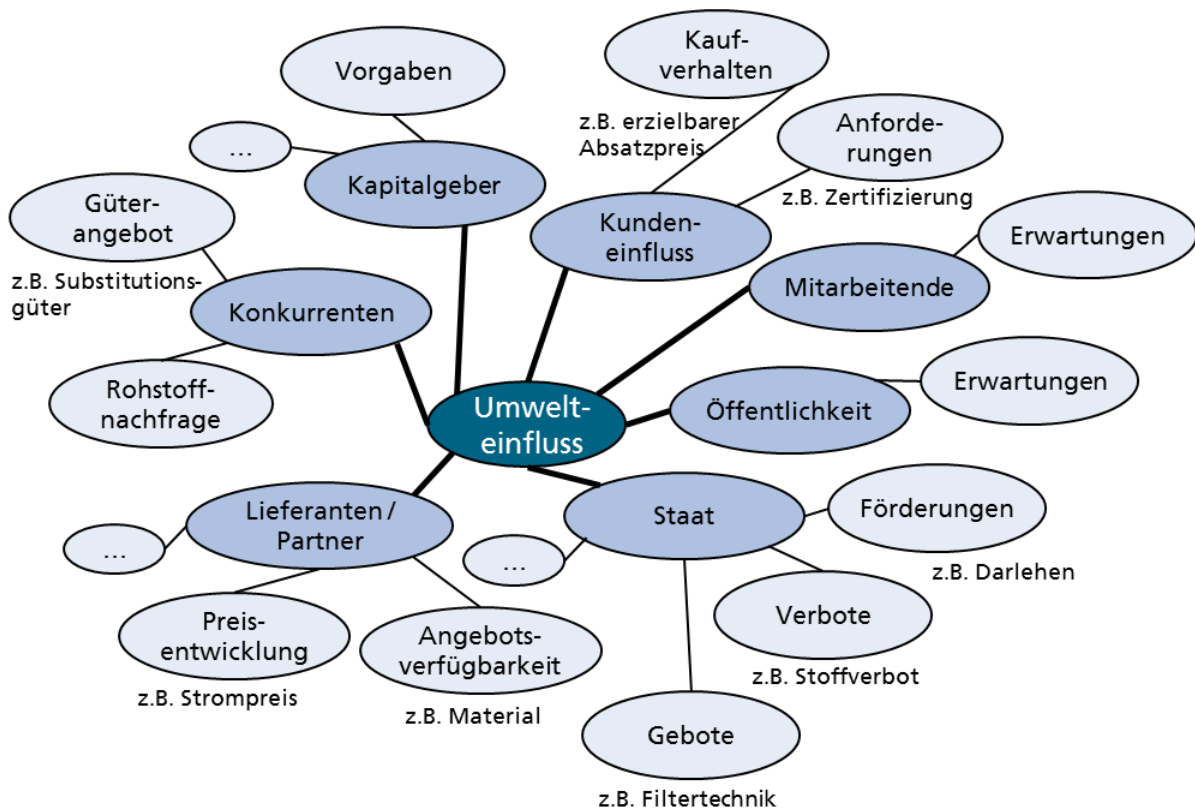 Kauf-
verhalten
Vorgaben
z.B. erzielbarer
Absatzpreis
Anforde-
rungen
...
Kapitalgeber
z.B. Zertifizierung
Güter-
angebot
Kunden-
einfluss
Erwartungen
z.B. Substitutions-
güter
Mitarbeitende
Konkurrenten
Rohstoff-
nachfrage
Umwelt-
einfluss
Öffentlichkeit
Erwartungen
Lieferanten /
Partner
...
Staat
...
Förderungen
z.B. Darlehen
Preis-
entwicklung
z.B. Strompreis
Angebots-
verfügbarkeit
z.B. Material
Verbote
z.B. Stoffverbot
Gebote
z.B. Filtertechnik